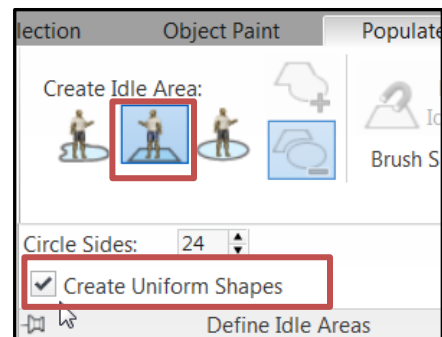 lection Object Paint Populate
Create Idle Area:
Brush S
Circle Sides: 24
Create Uniform Shapes
Define Idle Areas